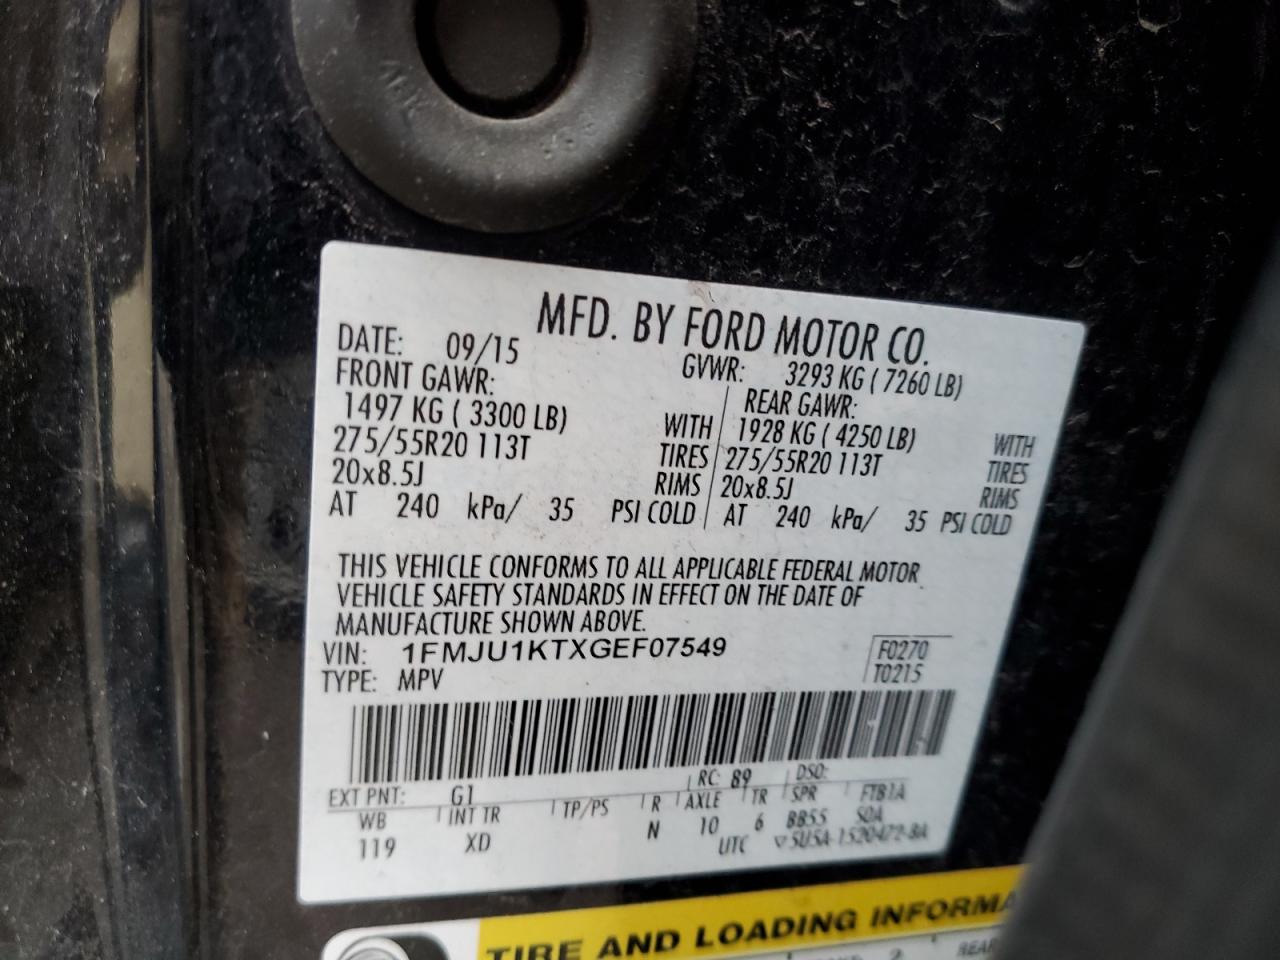 MFD. BY FORD MOTOR CO.
DATE: 09/15 GVWR: 3293 KG ( 7260 LB)
FRONT GAWR: REAR GAWR:
1497 KG ( 3300 LB) WITH 1928 KG ( 4250 LB) WITH
275/55R20 113T TIRES 275/55R20 113T TIRES
20x8.5J RIMS 20x8.5J RIMS
AT 240 kPa/ 35 PSI COLD AT 240 kPa/ 35 PSI COLD
THIS VEHICLE CONFORMS TO ALL APPLICABLE FEDERAL MOTOR
VEHICLE SAFETY STANDARDS IN EFFECT ON THE DATE OF
MANUFACTURE SHOWN ABOVE.
VIN: 1FMJU1KTXGEF07549 F0270
TYPE: MPV T0215
EXT PNT: G1 RC: 89 DSO:
WB INT TR TP/PS R AXLE TR SPR FTB1A
119 XD N 10 6 BB55 SOA
UTC ▽5U5A-1520472-BA
TIRE AND LOADING INFORMA
2 REAR